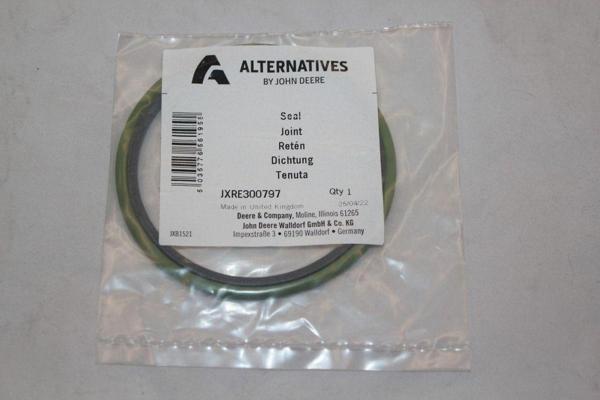 ALTERNATIVES
BY JOHN DEERE
Seal
Joint
Retén
Dichtung
Tenuta
JXRE300797 Qty 1
Made in United Kingdom 25/04/22
Deere & Company, Moline, Illinois 61265
John Deere Walldorf GmbH & Co. KG
JXB1521 Impexstraße 3 • 69190 Walldorf • Germany